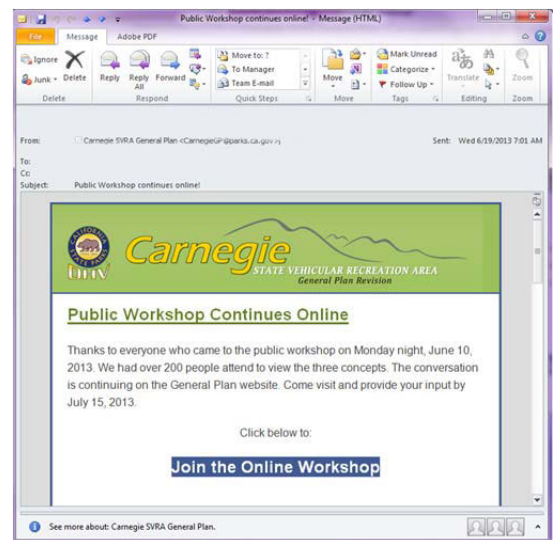 Public Workshop continues online! - Message (HTML)
File Message Adobe PDF
Ignore
Junk
Delete
Reply
Reply All
Forward
Move to: ?
To Manager
Team E-mail
Move
Mark Unread
Categorize
Follow Up
Translate
Zoom
Delete Respond Quick Steps Move Tags Editing Zoom
From: Carnegie SVRA General Plan <CarnegieGP@parks.ca.gov>
Sent: Wed 6/19/2013 7:01 AM
To:
Cc:
Subject: Public Workshop continues online!
CALIFORNIA
STATE PARKS
OHV
Carnegie
STATE VEHICULAR RECREATION AREA
General Plan Revision
Public Workshop Continues Online
Thanks to everyone who came to the public workshop on Monday night, June 10,
2013. We had over 200 people attend to view the three concepts. The conversation
is continuing on the General Plan website. Come visit and provide your input by
July 15, 2013.
Click below to:
Join the Online Workshop
See more about: Carnegie SVRA General Plan.